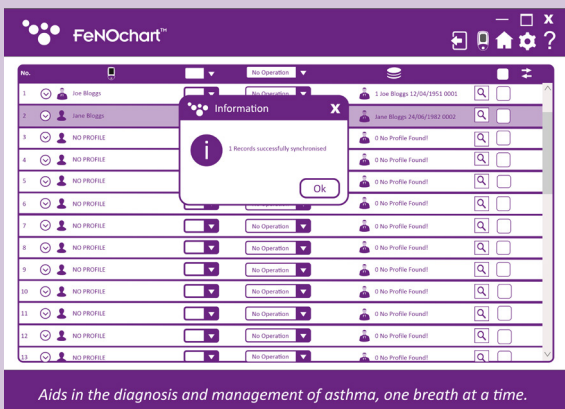 FeNOchart™
X
?
No.
No Operation
1 Joe Bloggs No Operation 1 Joe Bloggs 12/04/1951 0001
2 Jane Bloggs Jane Bloggs 24/06/1982 0002
Information X
i
1 Records successfully synchronised
Ok
3 NO PROFILE 0 No Profile Found!
4 NO PROFILE 0 No Profile Found!
5 NO PROFILE 0 No Profile Found!
6 NO PROFILE 0 No Profile Found!
7 NO PROFILE No Operation 0 No Profile Found!
8 NO PROFILE No Operation 0 No Profile Found!
9 NO PROFILE No Operation 0 No Profile Found!
10 NO PROFILE No Operation 0 No Profile Found!
11 NO PROFILE No Operation 0 No Profile Found!
12 NO PROFILE No Operation 0 No Profile Found!
13 NO PROFILE No Operation 0 No Profile Found!
Aids in the diagnosis and management of asthma, one breath at a time.